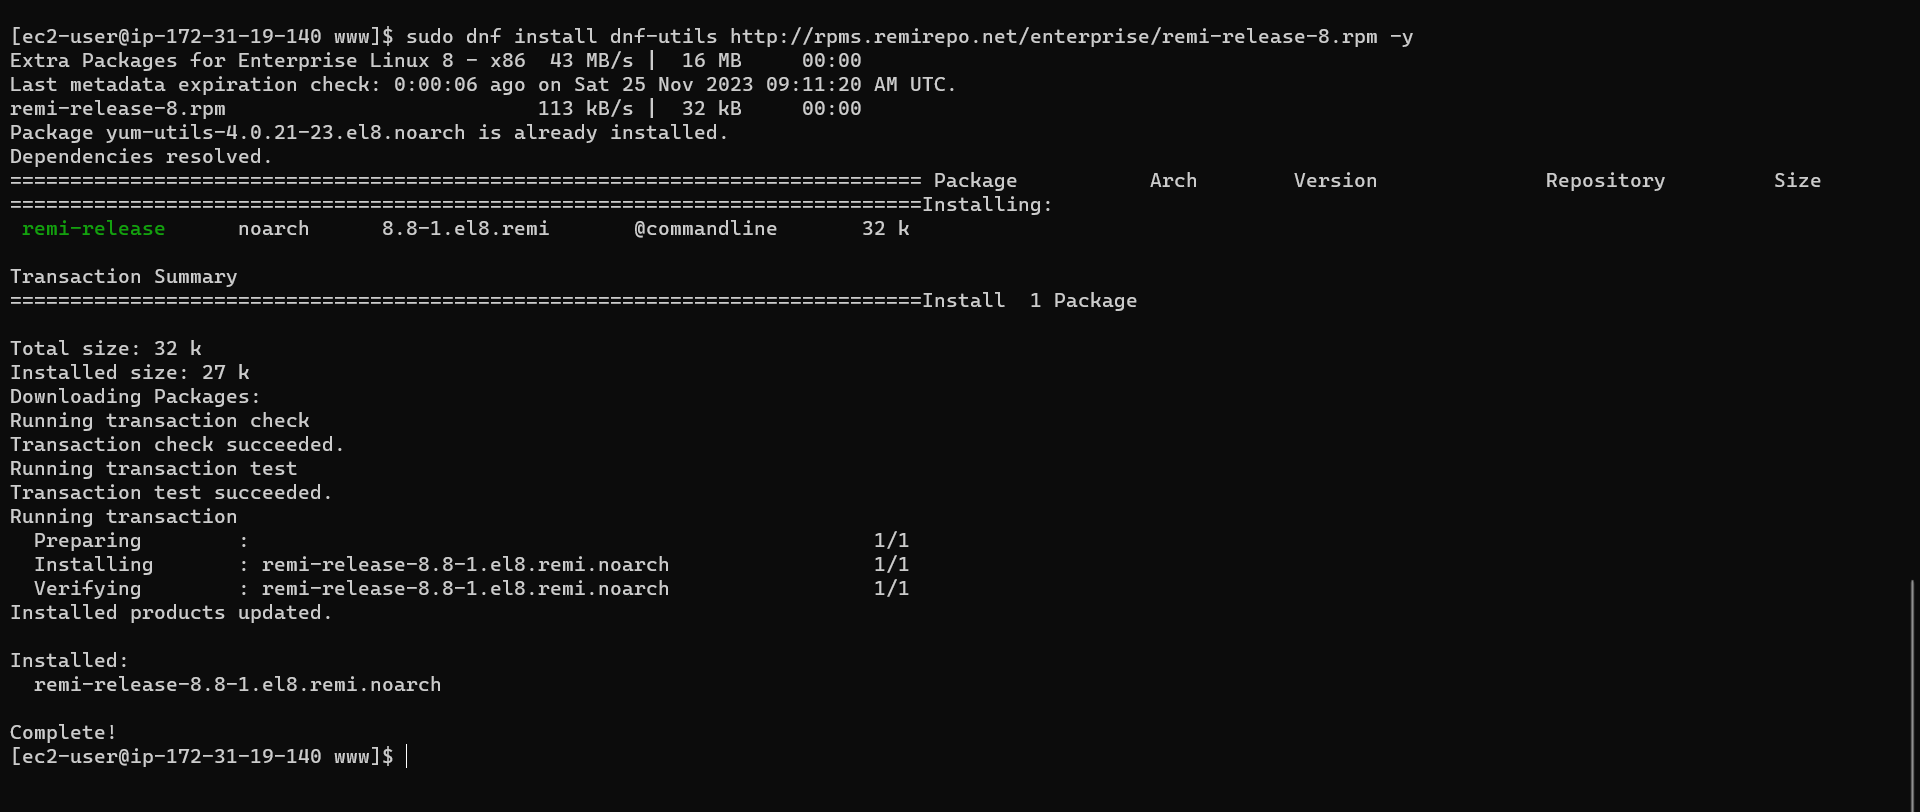 [ec2-user@ip-172-31-19-140 www]$ sudo dnf install dnf-utils http://rpms.remirepo.net/enterprise/remi-release-8.rpm -y
Extra Packages for Enterprise Linux 8 - x86  43 MB/s |  16 MB     00:00
Last metadata expiration check: 0:00:06 ago on Sat 25 Nov 2023 09:11:20 AM UTC.
remi-release-8.rpm                          113 kB/s |  32 kB     00:00
Package yum-utils-4.0.21-23.el8.noarch is already installed.
Dependencies resolved.
============================================================================ Package           Arch        Version              Repository         Size
============================================================================Installing:
 remi-release      noarch      8.8-1.el8.remi       @commandline       32 k

Transaction Summary
============================================================================Install  1 Package

Total size: 32 k
Installed size: 27 k
Downloading Packages:
Running transaction check
Transaction check succeeded.
Running transaction test
Transaction test succeeded.
Running transaction
  Preparing        :                                                    1/1
  Installing       : remi-release-8.8-1.el8.remi.noarch                 1/1
  Verifying        : remi-release-8.8-1.el8.remi.noarch                 1/1
Installed products updated.

Installed:
  remi-release-8.8-1.el8.remi.noarch

Complete!
[ec2-user@ip-172-31-19-140 www]$